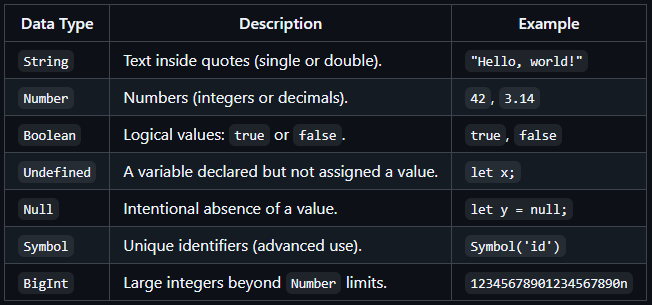 Data Type Description Example
String Text inside quotes (single or double). "Hello, world!"
Number Numbers (integers or decimals). 42, 3.14
Boolean Logical values: true or false. true, false
Undefined A variable declared but not assigned a value. let x;
Null Intentional absence of a value. let y = null;
Symbol Unique identifiers (advanced use). Symbol('id')
BigInt Large integers beyond Number limits. 12345678901234567890n